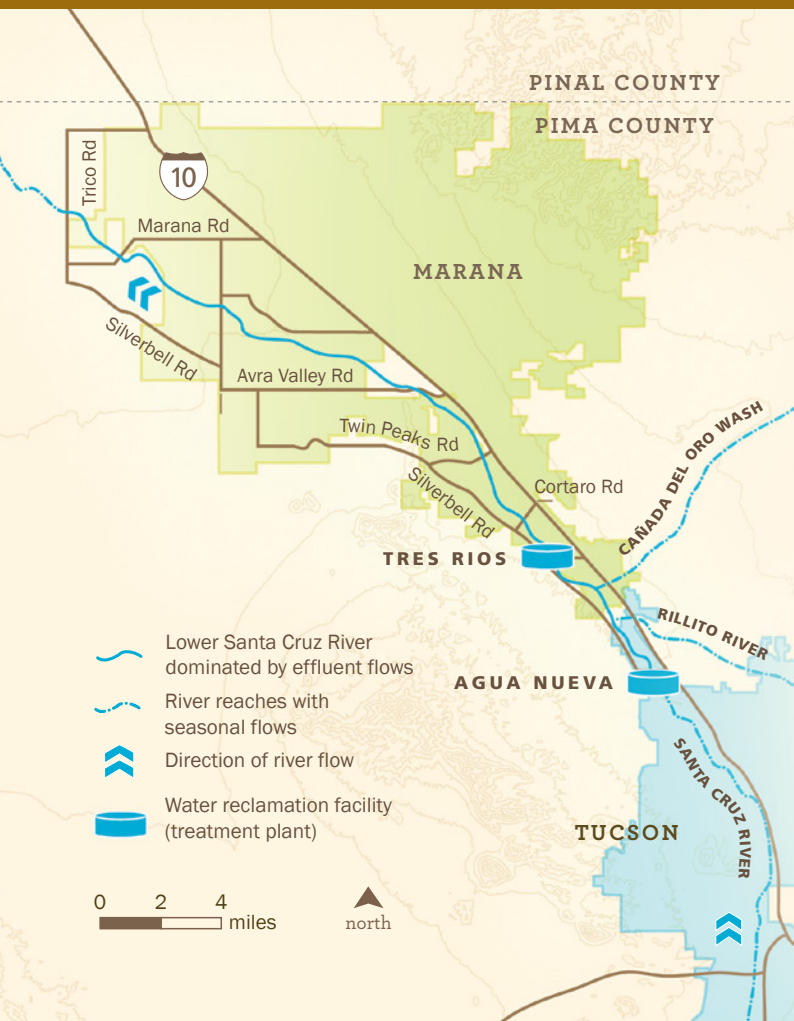 PINAL COUNTY
PIMA COUNTY
Trico Rd
10
Marana Rd
MARANA
Silverbell Rd
Avra Valley Rd
Twin Peaks Rd
Silverbell Rd
Cortaro Rd
CAÑADA DEL ORO WASH
TRES RIOS
RILLITO RIVER
Lower Santa Cruz River
dominated by effluent flows
AGUA NUEVA
River reaches with
seasonal flows
Direction of river flow
SANTA CRUZ RIVER
Water reclamation facility
(treatment plant)
TUCSON
0 2 4
miles
north